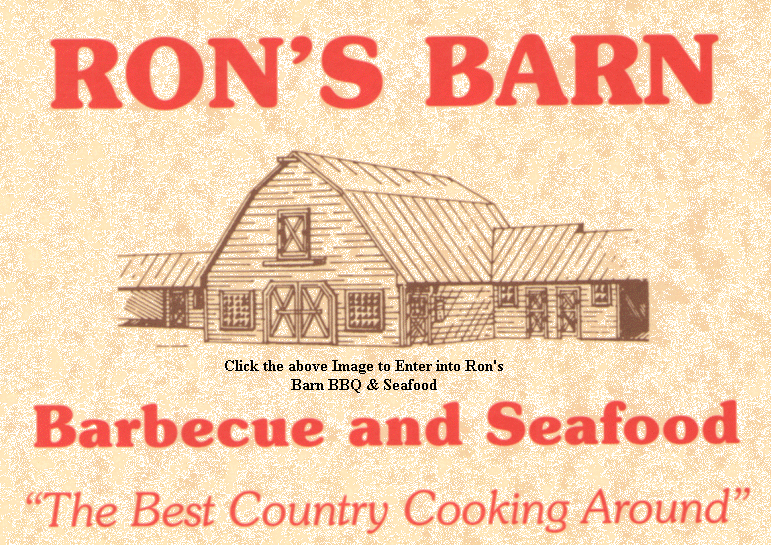 RON'S BARN
Click the above Image to Enter into Ron's
Barn BBQ & Seafood
Barbecue and Seafood
“The Best Country Cooking Around”